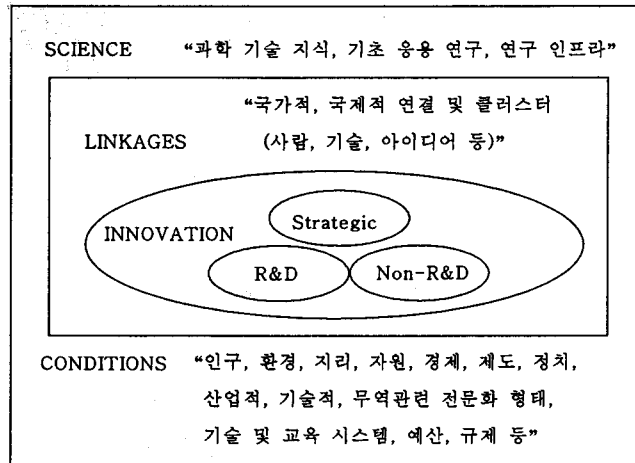 SCIENCE “과학 기술 지식, 기초 응용 연구, 연구 인프라”
“국가적, 국제적 연결 및 클러스터
LINKAGES (사람, 기술, 아이디어 등)”
Strategic
INNOVATION
R&D Non-R&D
CONDITIONS “인구, 환경, 지리, 자원, 경제, 제도, 정치,
산업적, 기술적, 무역관련 전문화 형태,
기술 및 교육 시스템, 예산, 규제 등”